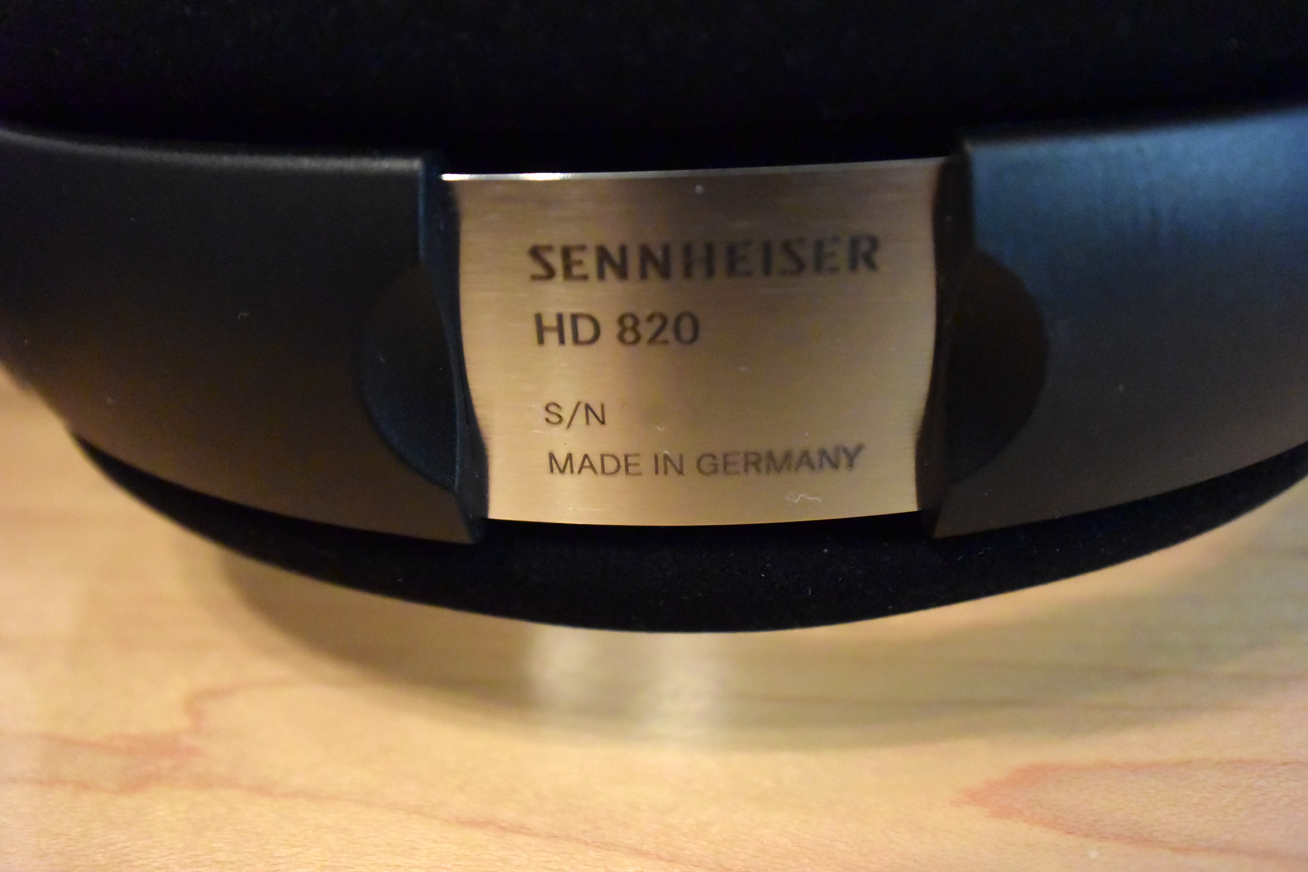 SENNHEISER
HD 820
S/N
MADE IN GERMANY